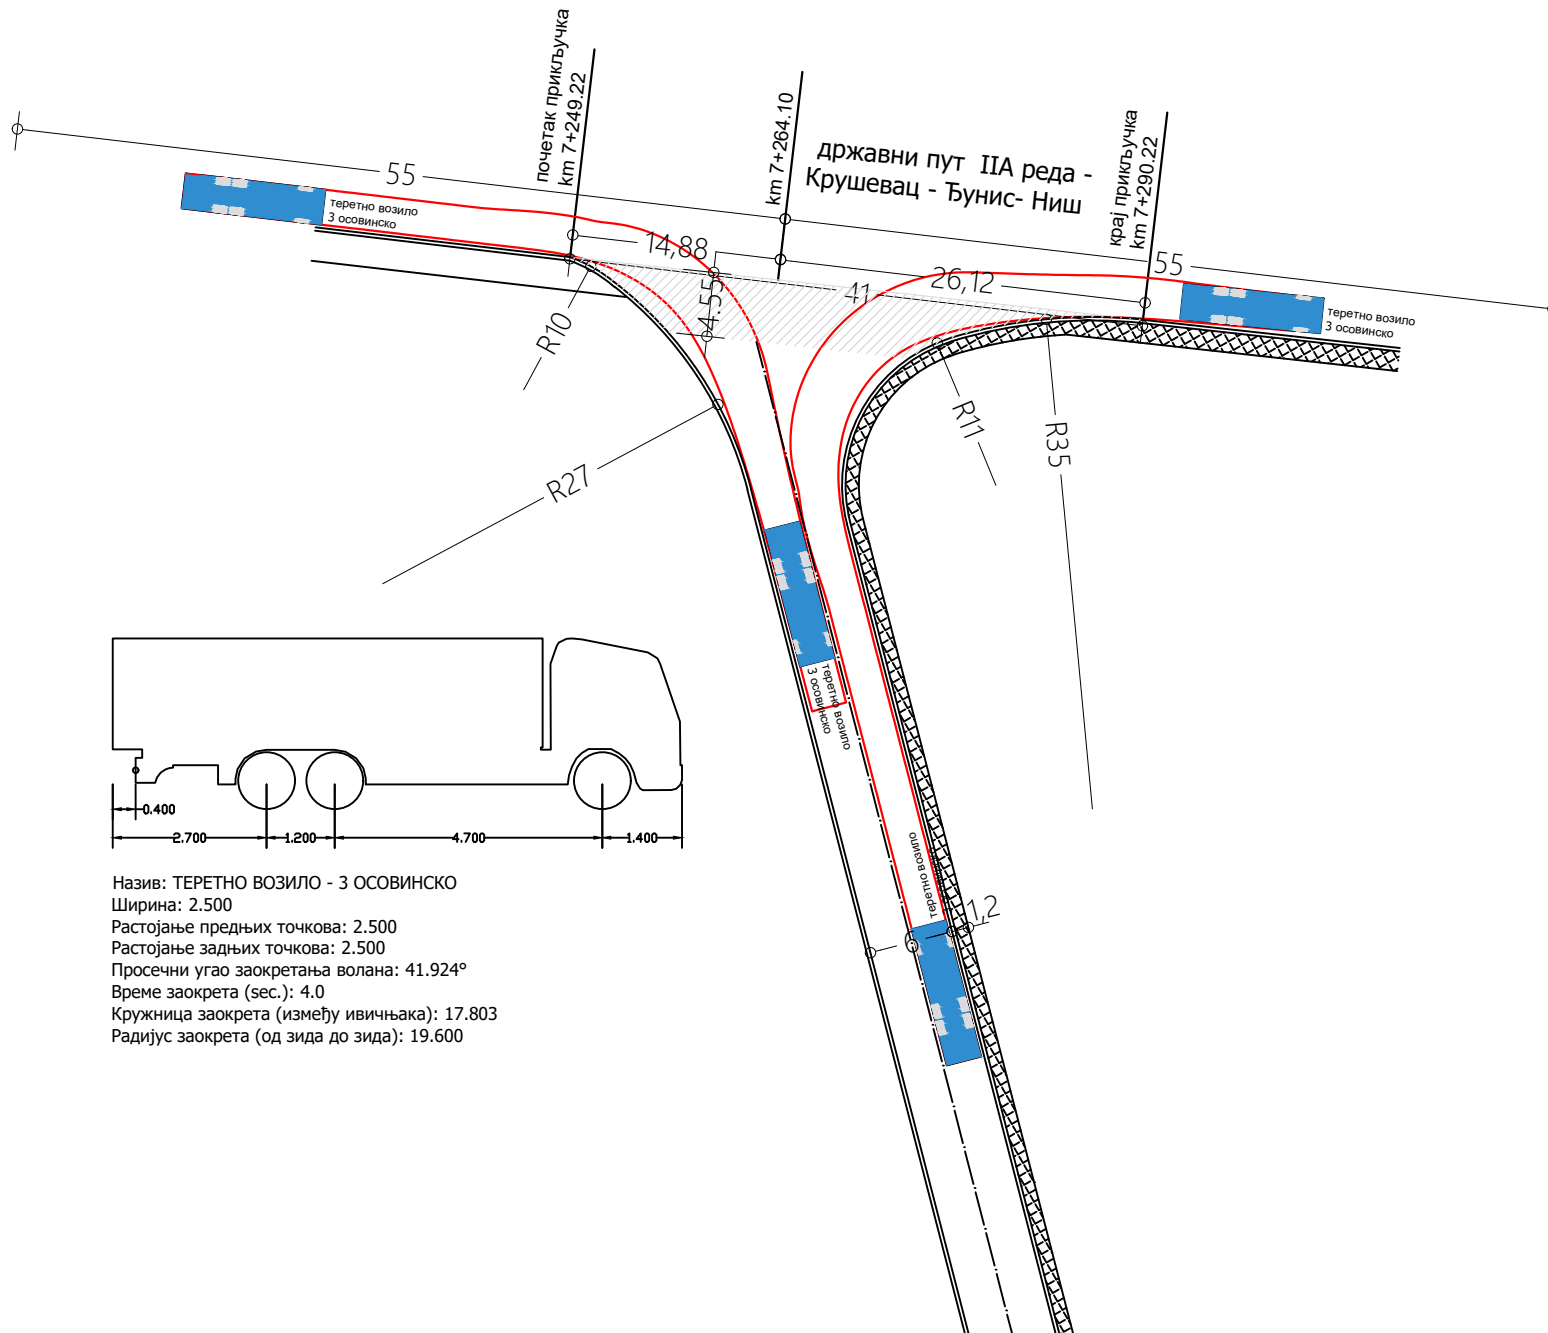 почетак прикључка
km 7+249.22
km 7+264.10
државни пут IIА реда -
Крушевац - Ђунис- Ниш
крај прикључка
km 7+290.22
55
55
теретно возило
3 осовинско
14,88
26,12
41
4.55
теретно возило
3 осовинско
R10
R27
R11
R35
теретно возило
3 осовинско
0.400
2.700
1.200
4.700
1.400
Назив: ТЕРЕТНО ВОЗИЛО - 3 ОСОВИНСКО
Ширина: 2.500
Растојање предњих точкова: 2.500
Растојање задњих точкова: 2.500
Просечни угао заокретања волана: 41.924°
Време заокрета (sec.): 4.0
Кружница заокрета (између ивичњака): 17.803
Радијус заокрета (од зида до зида): 19.600
теретно возило
6
1,2